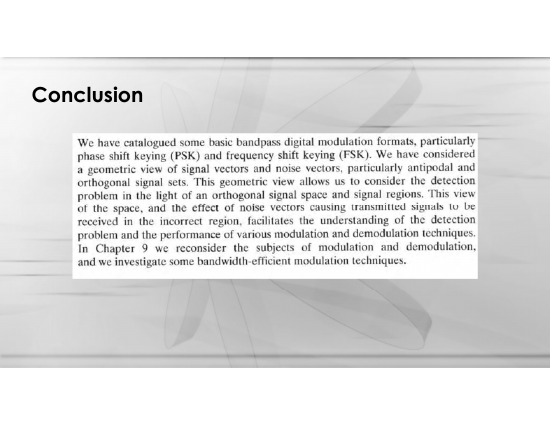 Conclusion
We have catalogued some basic bandpass digital modulation formats, particularly
phase shift keying (PSK) and frequency shift keying (FSK). We have considered
a geometric view of signal vectors and noise vectors, particularly antipodal and
orthogonal signal sets. This geometric view allows us to consider the detection
problem in the light of an orthogonal signal space and signal regions. This view
of the space, and the effect of noise vectors causing transmitted signals to be
received in the incorrect region, facilitates the understanding of the detection
problem and the performance of various modulation and demodulation techniques.
In Chapter 9 we reconsider the subjects of modulation and demodulation,
and we investigate some bandwidth-efficient modulation techniques.